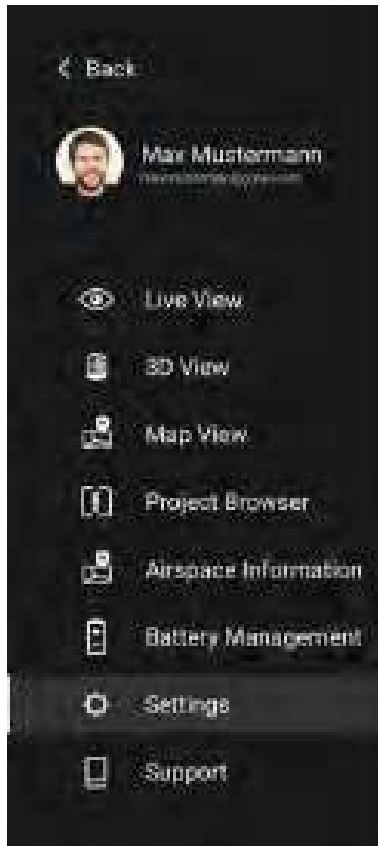 Back
Max Mustermann
Live View
3D View
Map View
Project Browser
Airspace Information
Battery Management
Settings
Support